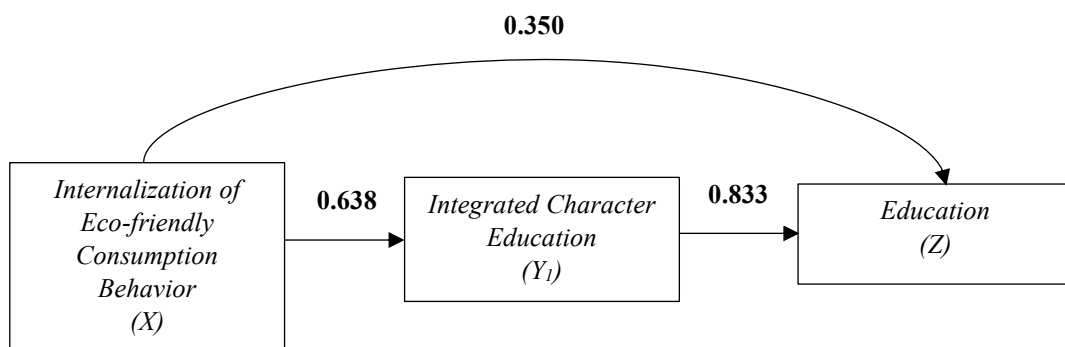 0.350
Internalization of
Eco-friendly
Consumption
Behavior
(X)
0.638
Integrated Character
Education
(Y1)
0.833
Education
(Z)